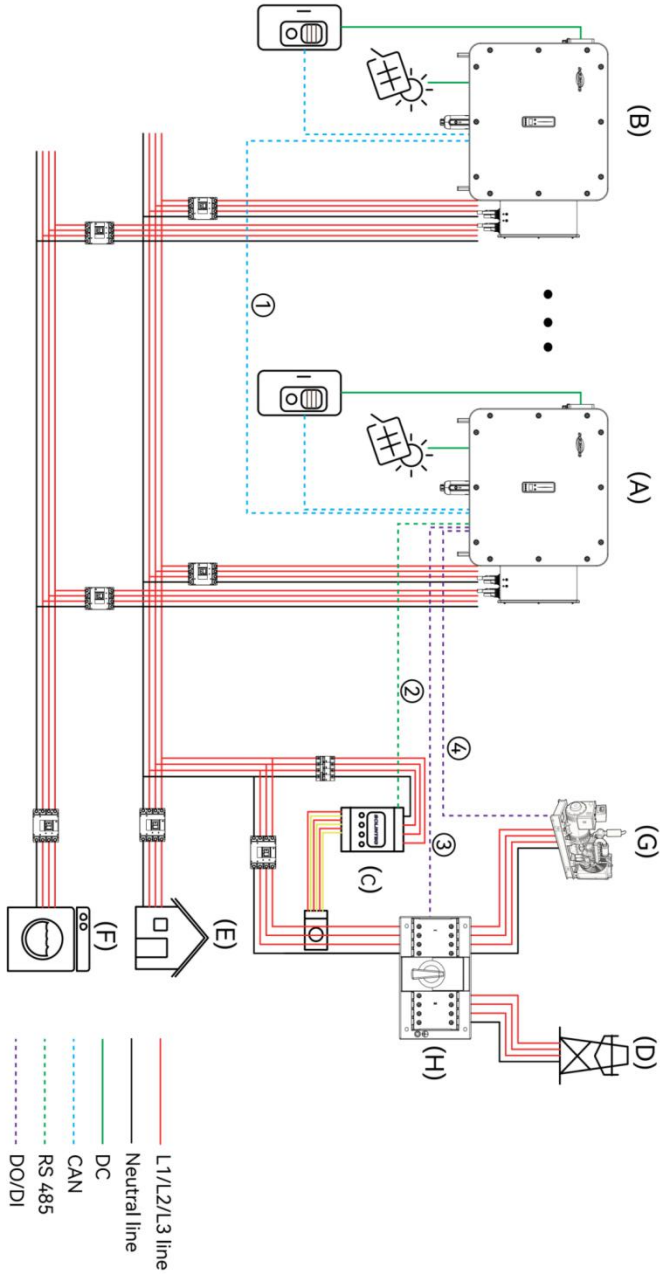 (B)
(A)
①
②
③
④
(G)
(C)
(H)
(D)
(E)
(F)
L1/L2/L3 line
Neutral line
DC
CAN
RS 485
DO/DI